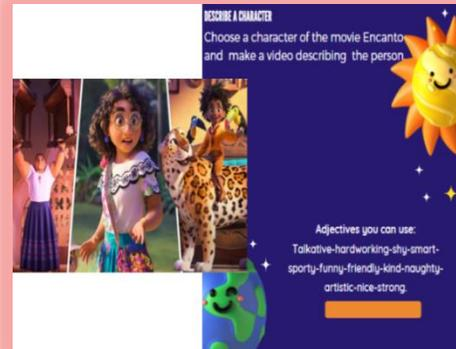 DESCRIBE A CHARACTER
Choose a character of the movie Encanto
and make a video describing the person
Adjectives you can use:
Talkative-hardworking-shy-smart-
sporty-funny-friendly-kind-naughty-
artistic-nice-strong.